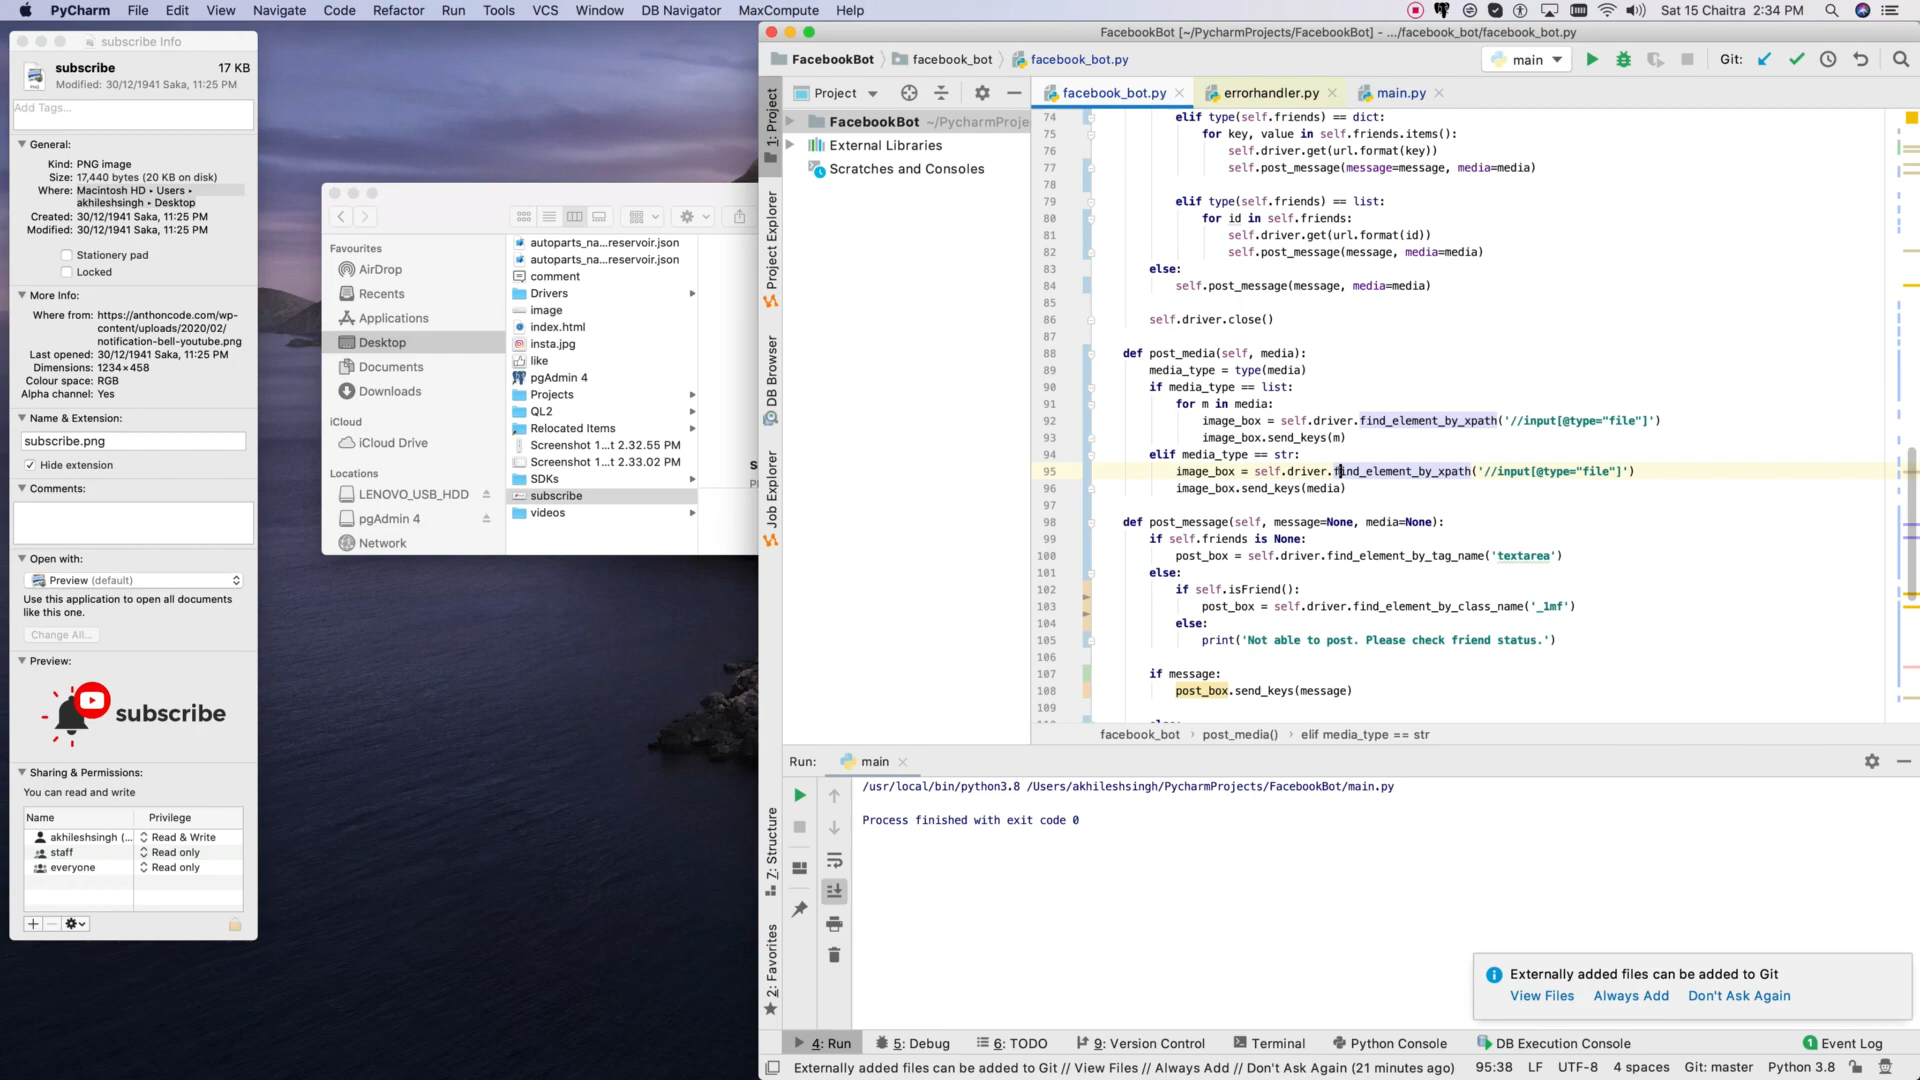 PyCharm File Edit View Navigate Code Refactor Run Tools VCS Window DB Navigator MaxCompute Help
Sat 15 Chaitra 2:34 PM
subscribe Info
subscribe 17 KB
Modified: 30/12/1941 Saka, 11:25 PM
Add Tags...
General:
Kind: PNG image
Size: 17,440 bytes (20 KB on disk)
Where: Macintosh HD ▸ Users ▸
akhileshsingh ▸ Desktop
Created: 30/12/1941 Saka, 11:25 PM
Modified: 30/12/1941 Saka, 11:25 PM
Stationery pad
Locked
More Info:
Where from: https://anthoncode.com/wp-
content/uploads/2020/02/
notification-bell-youtube.png
Last opened: 30/12/1941 Saka, 11:25 PM
Dimensions: 1234×458
Colour space: RGB
Alpha channel: Yes
Name & Extension:
subscribe.png
Hide extension
Comments:
Open with:
Preview (default)
Use this application to open all documents
like this one.
Change All...
Preview:
subscribe
Sharing & Permissions:
You can read and write
Name Privilege
akhileshsingh (... Read & Write
staff Read only
everyone Read only
Favourites
AirDrop
Recents
Applications
Desktop
Documents
Downloads
iCloud
iCloud Drive
Locations
LENOVO_USB_HDD
pgAdmin 4
Network
autoparts_na...reservoir.json
autoparts_na...reservoir.json
comment
Drivers
image
index.html
insta.jpg
like
pgAdmin 4
Projects
QL2
Relocated Items
Screenshot 1...t 2.32.55 PM
Screenshot 1...t 2.33.02 PM
SDKs
subscribe
videos
FacebookBot [~/PycharmProjects/FacebookBot] - .../facebook_bot/facebook_bot.py
FacebookBot facebook_bot facebook_bot.py
main
Git:
Project
facebook_bot.py errorhandler.py main.py
FacebookBot ~/PycharmProje
External Libraries
Scratches and Consoles
1: Project
Project Explorer
DB Browser
Job Explorer
7: Structure
2: Favorites
74 elif type(self.friends) == dict:
75 for key, value in self.friends.items():
76 self.driver.get(url.format(key))
77 self.post_message(message=message, media=media)
78
79 elif type(self.friends) == list:
80 for id in self.friends:
81 self.driver.get(url.format(id))
82 self.post_message(message, media=media)
83 else:
84 self.post_message(message, media=media)
85
86 self.driver.close()
87
88 def post_media(self, media):
89 media_type = type(media)
90 if media_type == list:
91 for m in media:
92 image_box = self.driver.find_element_by_xpath('//input[@type="file"]')
93 image_box.send_keys(m)
94 elif media_type == str:
95 image_box = self.driver.find_element_by_xpath('//input[@type="file"]')
96 image_box.send_keys(media)
97
98 def post_message(self, message=None, media=None):
99 if self.friends is None:
100 post_box = self.driver.find_element_by_tag_name('textarea')
101 else:
102 if self.isFriend():
103 post_box = self.driver.find_element_by_class_name('_1mf')
104 else:
105 print('Not able to post. Please check friend status.')
106
107 if message:
108 post_box.send_keys(message)
109
facebook_bot › post_media() › elif media_type == str
Run: main
/usr/local/bin/python3.8 /Users/akhileshsingh/PycharmProjects/FacebookBot/main.py
Process finished with exit code 0
Externally added files can be added to Git
View Files Always Add Don't Ask Again
4: Run 5: Debug 6: TODO 9: Version Control Terminal Python Console DB Execution Console 1 Event Log
Externally added files can be added to Git // View Files // Always Add // Don't Ask Again (21 minutes ago) 95:38 LF UTF-8 4 spaces Git: master Python 3.8